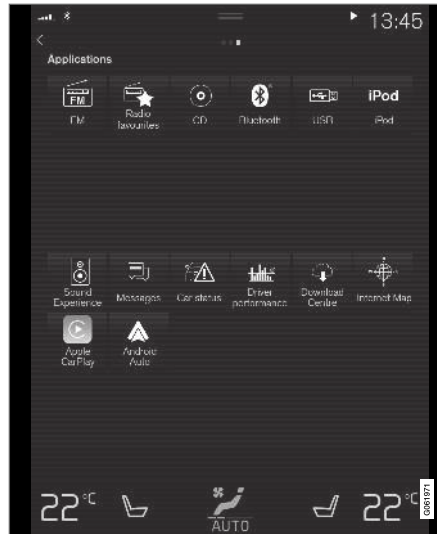 13:45
Applications
FM
FM
Radio
favourites
CD
Bluetooth
USB
iPod
iPod
Sound
Experience
Messages
Car status
Driver
performance
Download
Centre
Internet Map
Apple
CarPlay
Android
Auto
22°C
AUTO
22°C
G061971